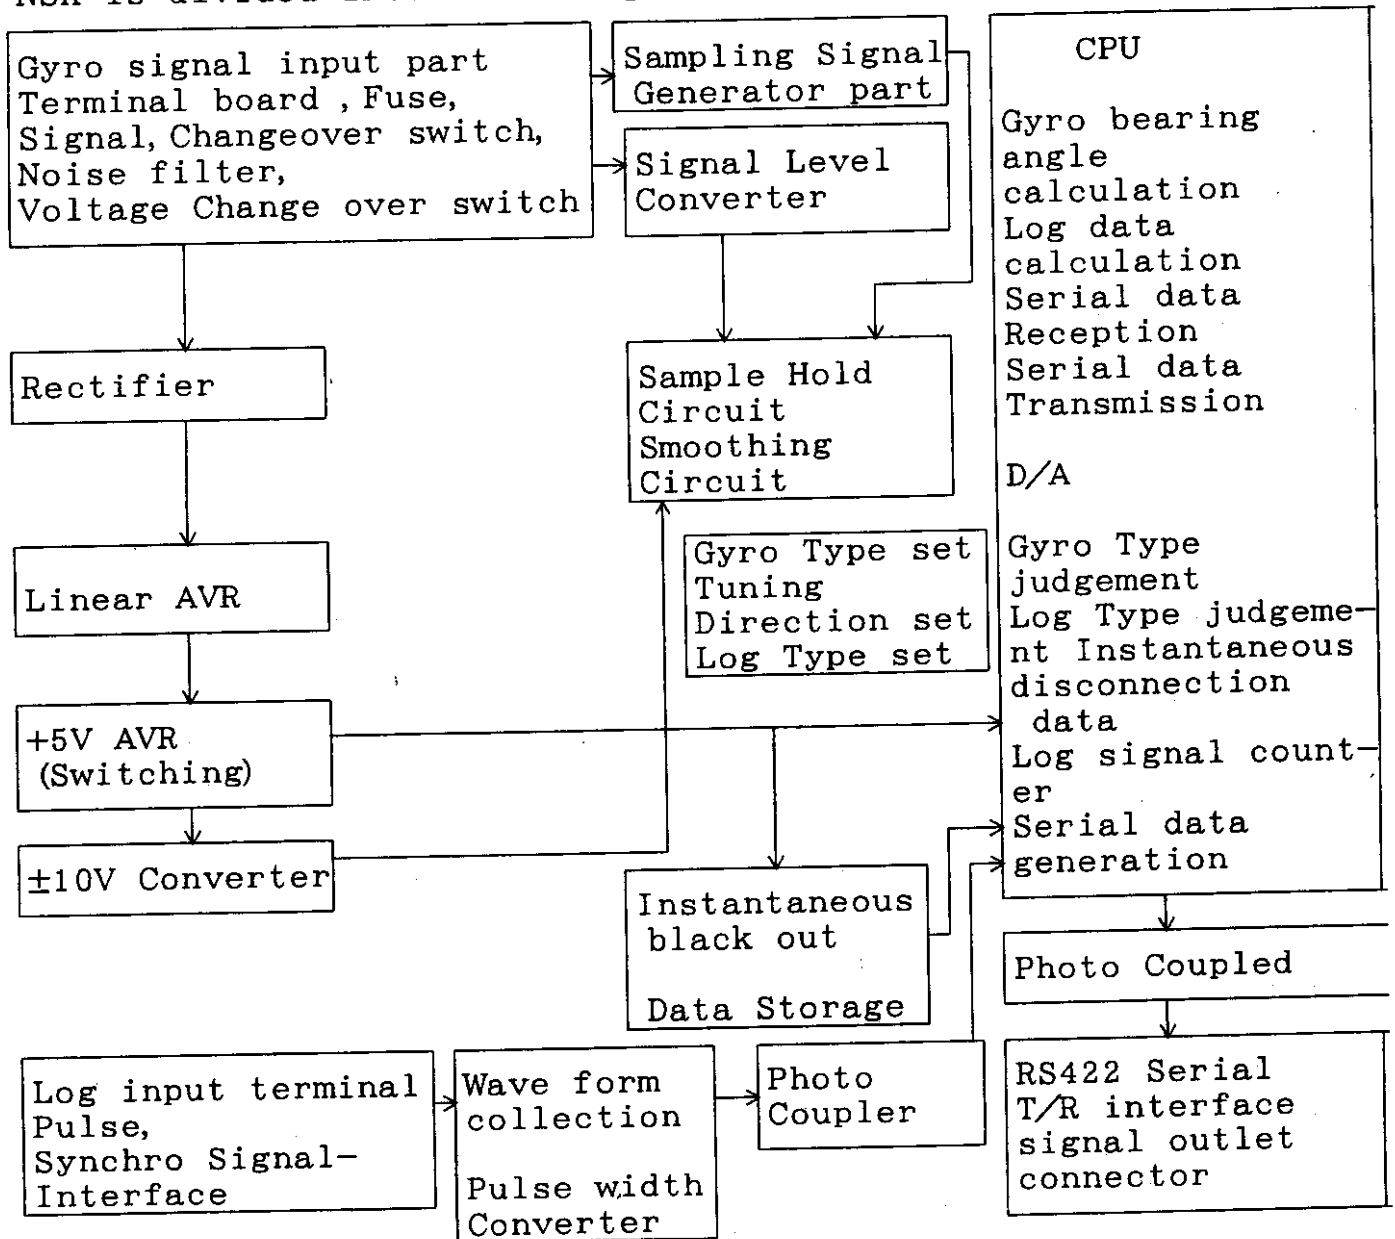 Gyro signal input part
Terminal board , Fuse,
Signal, Changeover switch,
Noise filter,
Voltage Change over switch
Sampling Signal
Generator part
Signal Level
Converter
Rectifier
Sample Hold
Circuit
Smoothing
Circuit
Linear AVR
Gyro Type set
Tuning
Direction set
Log Type set
+5V AVR
(Switching)
±10V Converter
Instantaneous
black out
Data Storage
Log input terminal
Pulse,
Synchro Signal-
Interface
Wave form
collection
Pulse width
Converter
Photo
Coupler
CPU
Gyro bearing
angle
calculation
Log data
calculation
Serial data
Reception
Serial data
Transmission
D/A
Gyro Type
judgement
Log Type judgeme-
nt Instantaneous
disconnection
data
Log signal count-
er
Serial data
generation
Photo Coupled
RS422 Serial
T/R interface
signal outlet
connector